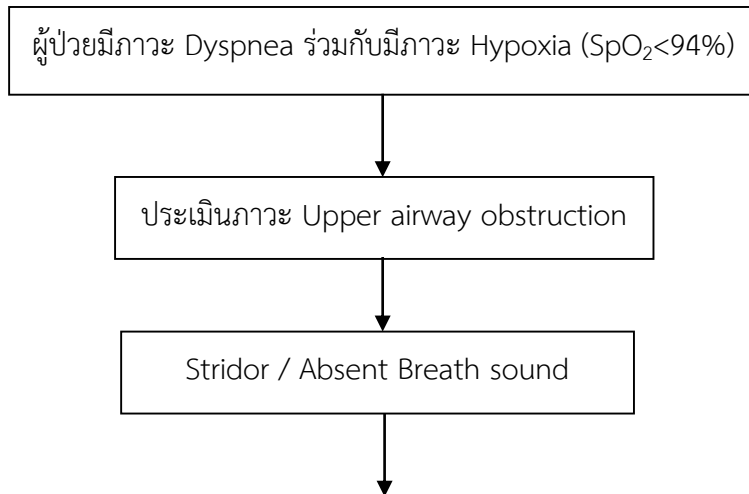 ผู้ป่วยมีภาวะ Dyspnea ร่วมกับมีภาวะ Hypoxia (SpO₂<94%)
ประเมินภาวะ Upper airway obstruction
Stridor / Absent Breath sound